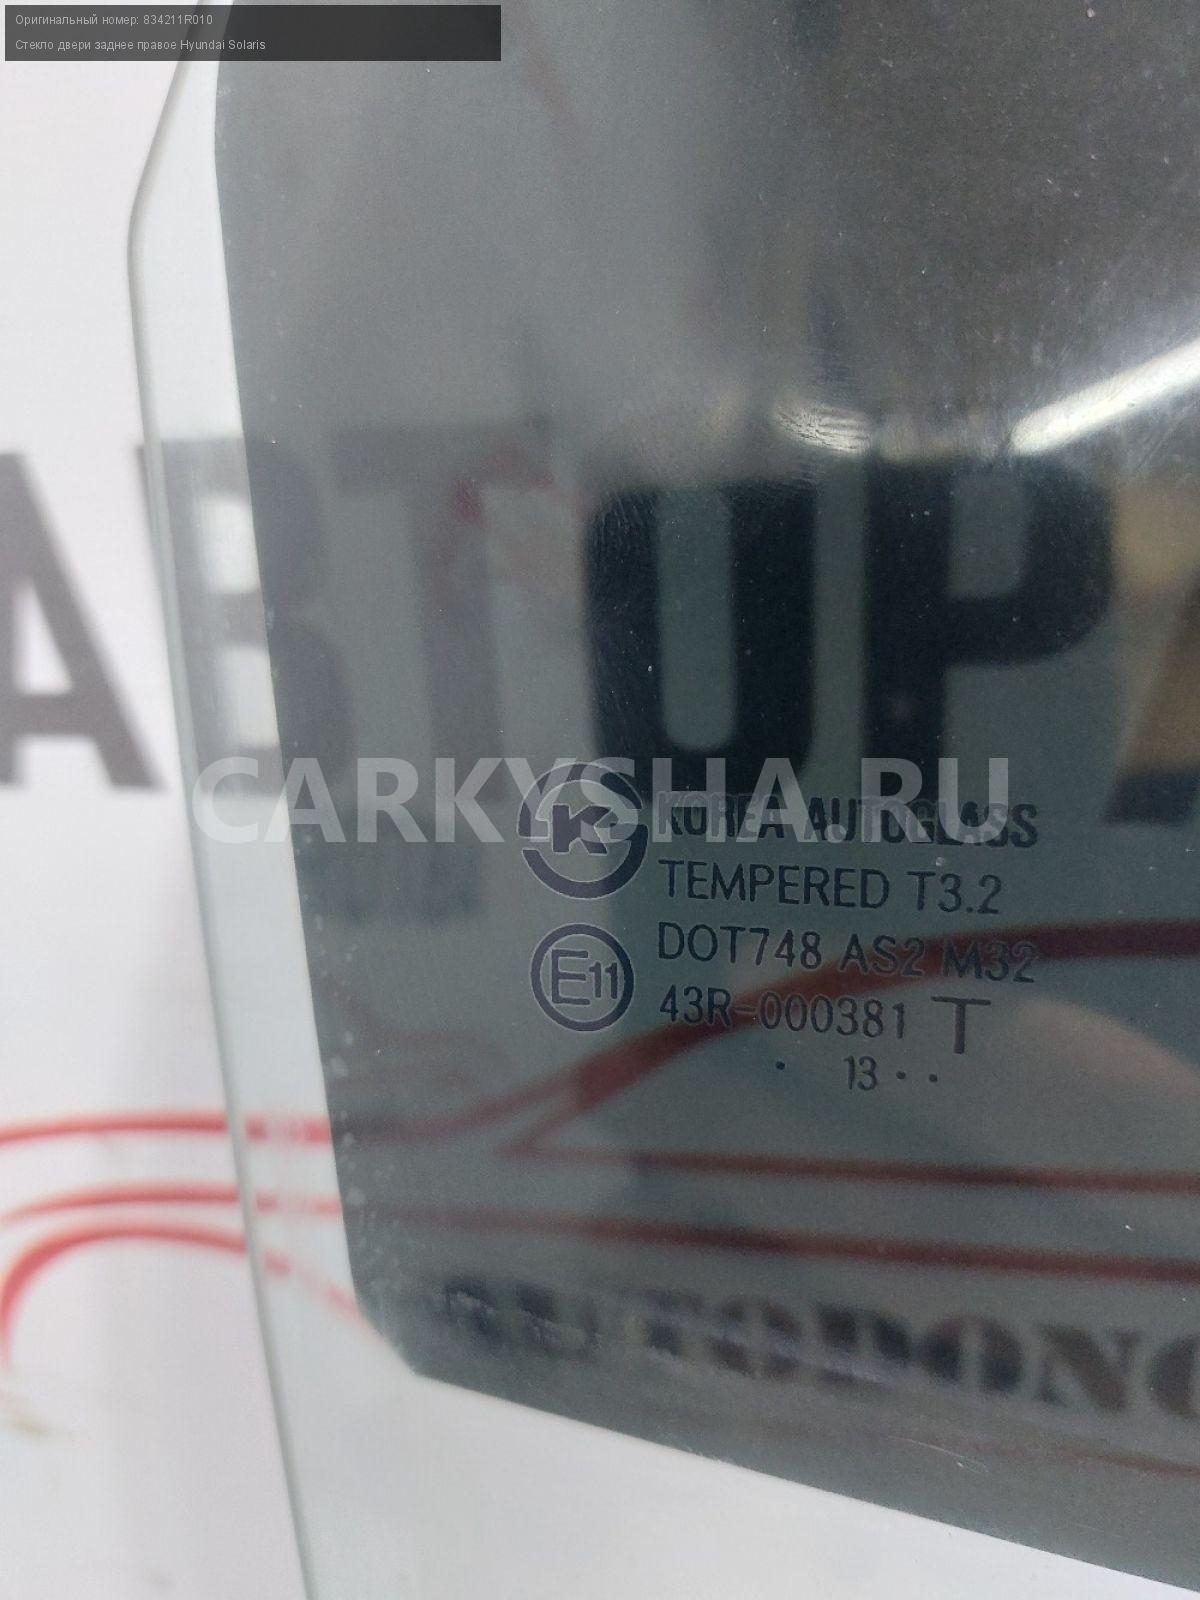 Оригинальный номер: 834211R010
Стекло двери заднее правое Hyundai Solaris
CARKYSHA.RU
K KOREA AUTOGLASS
TEMPERED T3.2
E11 DOT748 AS2 M32
43R-000381 T
· 13 · ·